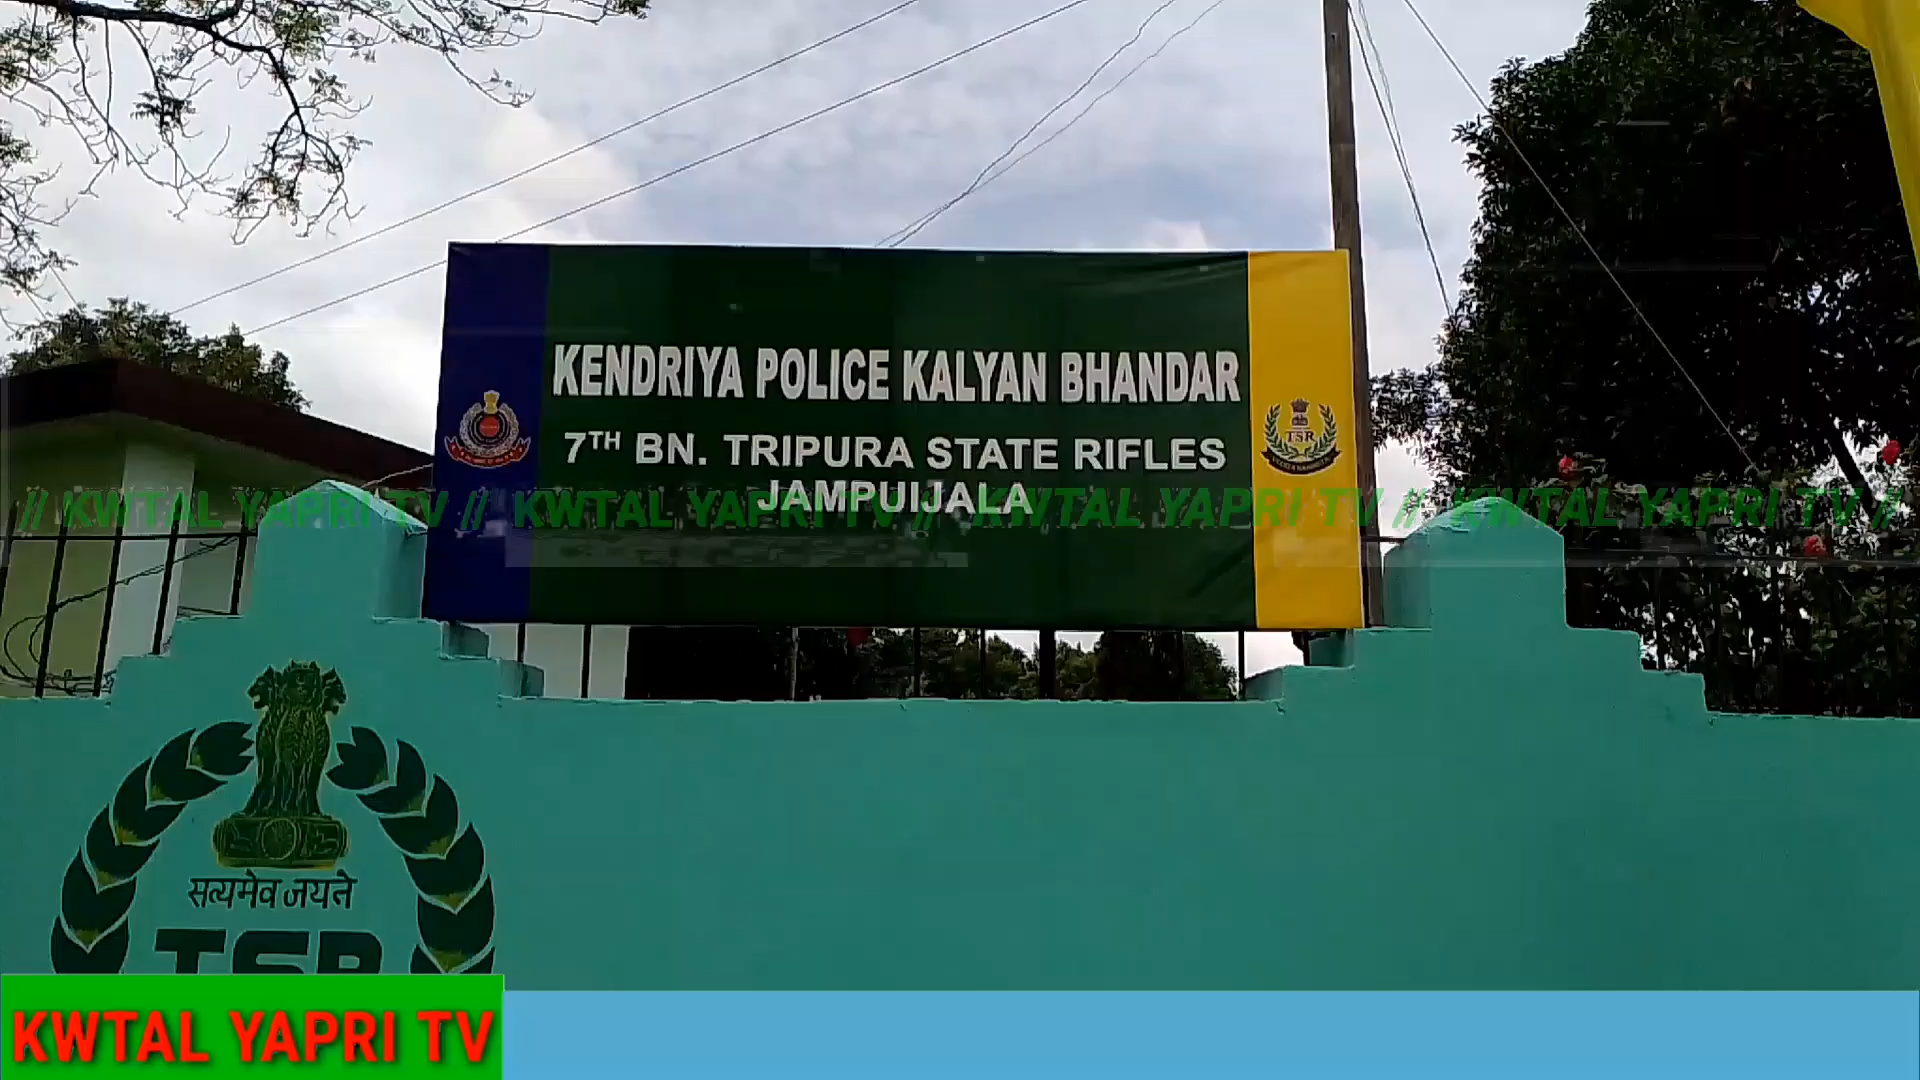 KENDRIYA POLICE KALYAN BHANDAR
7TH BN. TRIPURA STATE RIFLES
JAMPUIJALA
TSR
// KWTAL YAPRI TV // KWTAL YAPRI TV // KWTAL YAPRI TV // KWTAL YAPRI TV //
सत्यमेव जयते
TSR
KWTAL YAPRI TV